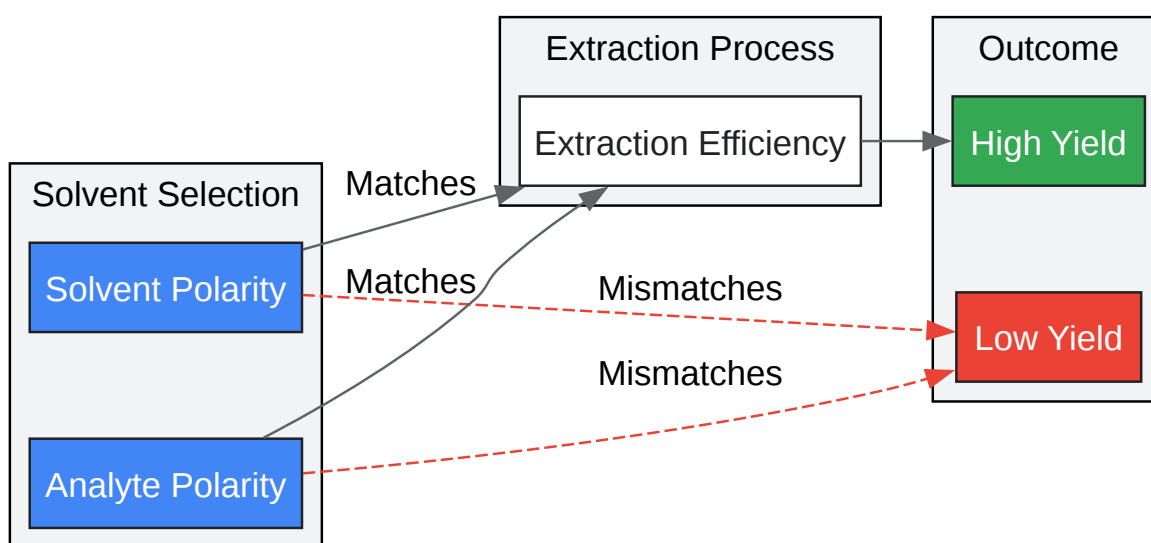 Extraction Process
Outcome
Extraction Efficiency
High Yield
Solvent Selection
Matches
Solvent Polarity
Matches
Mismatches
Low Yield
Mismatches
Analyte Polarity